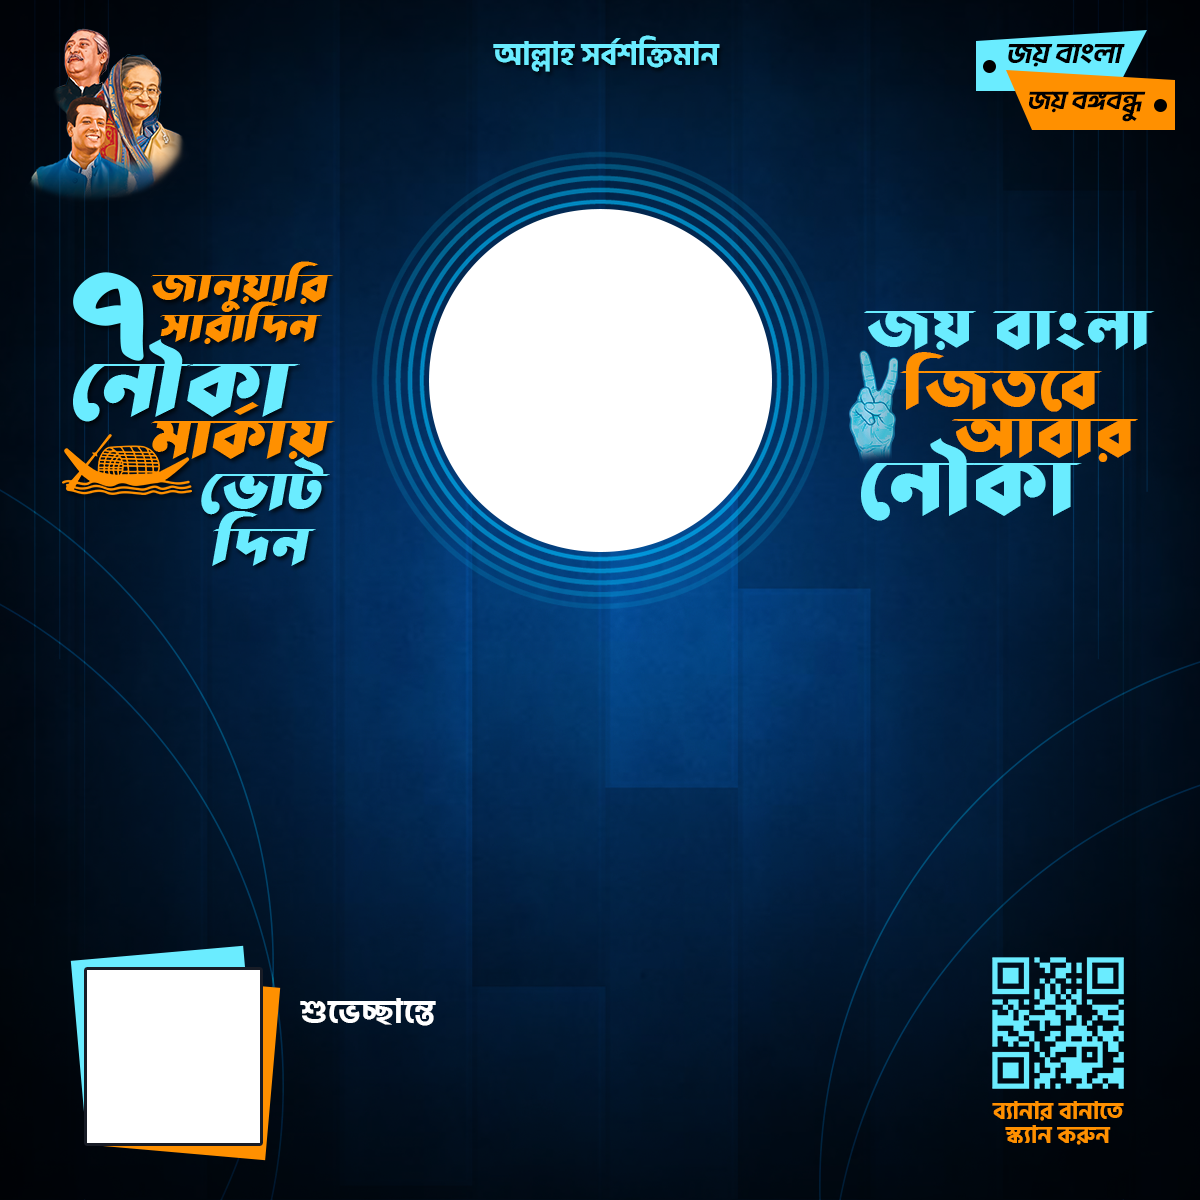 আল্লাহ সর্বশক্তিমান
জয় বাংলা
জয় বঙ্গবন্ধু
৭ জানুয়ারি
সারাদিন
নৌকা
মার্কায়
ভোট
দিন
জয় বাংলা
জিতবে
আবার
নৌকা
শুভেচ্ছান্তে
ব্যানার বানাতে
স্ক্যান করুন